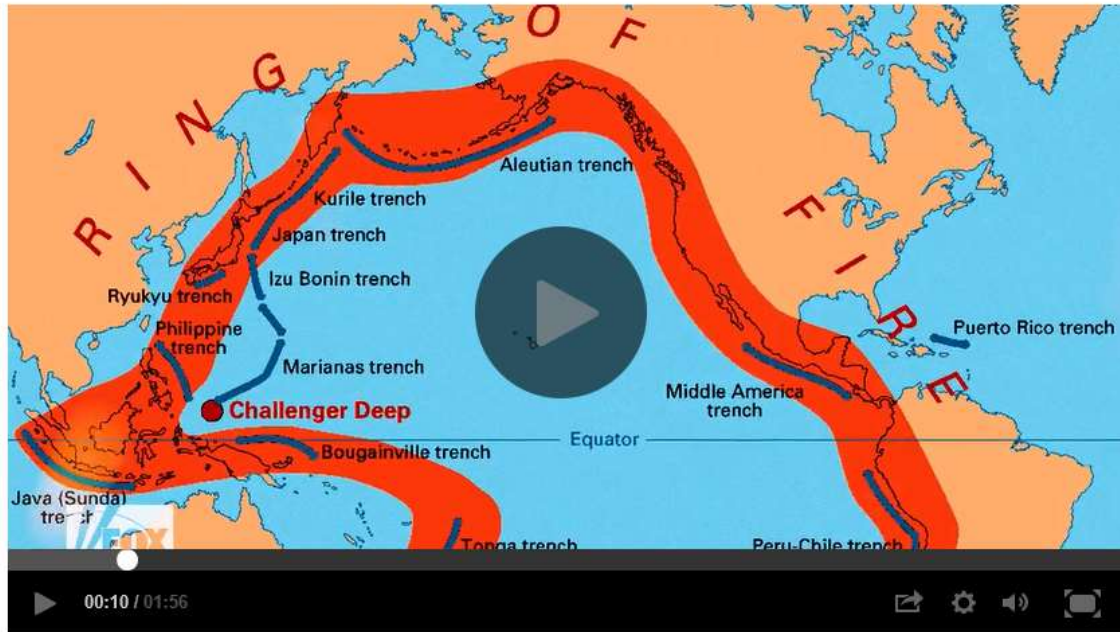 RING OF FIRE
Aleutian trench
Kurile trench
Japan trench
Izu Bonin trench
Ryukyu trench
Philippine
trench
Marianas trench
Challenger Deep
Puerto Rico trench
Middle America
trench
Equator
Bougainville trench
Java (Sunda)
trench
FOX
Tonga trench
Peru-Chile trench
00:10 / 01:56